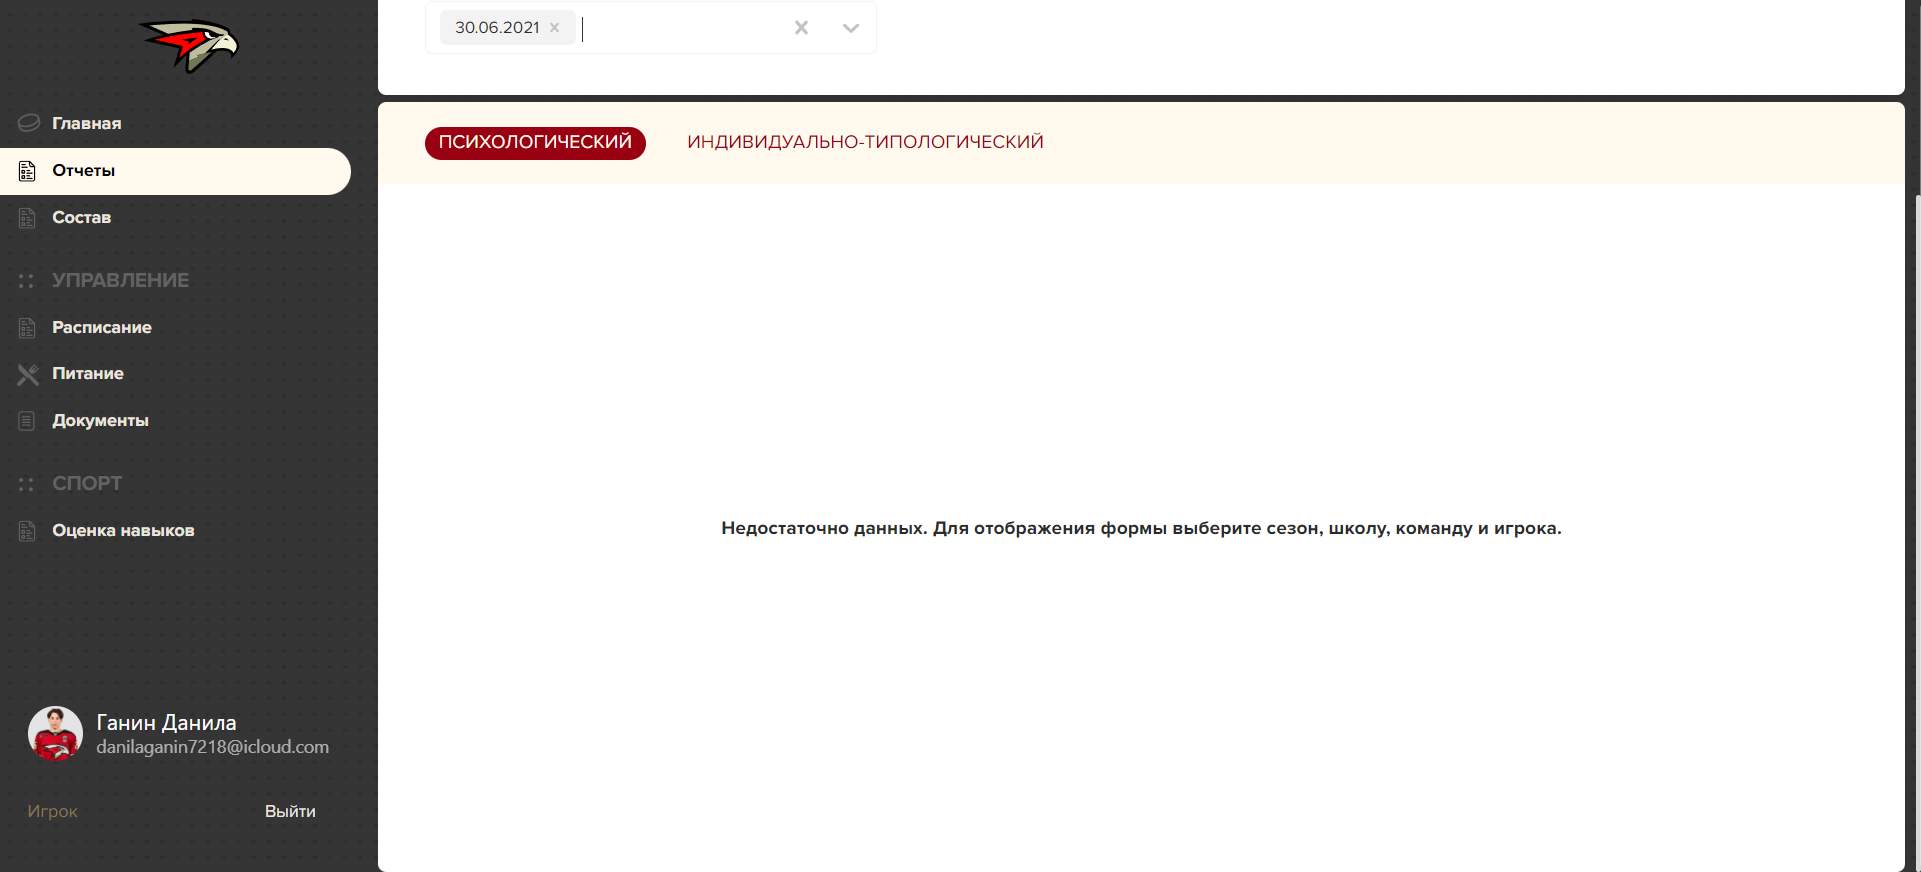 30.06.2021
Главная
Отчеты
Состав
УПРАВЛЕНИЕ
Расписание
Питание
Документы
СПОРТ
Оценка навыков
Ганин Данила
danilaganin7218@icloud.com
Игрок
Выйти
ПСИХОЛОГИЧЕСКИЙ
ИНДИВИДУАЛЬНО-ТИПОЛОГИЧЕСКИЙ
Недостаточно данных. Для отображения формы выберите сезон, школу, команду и игрока.